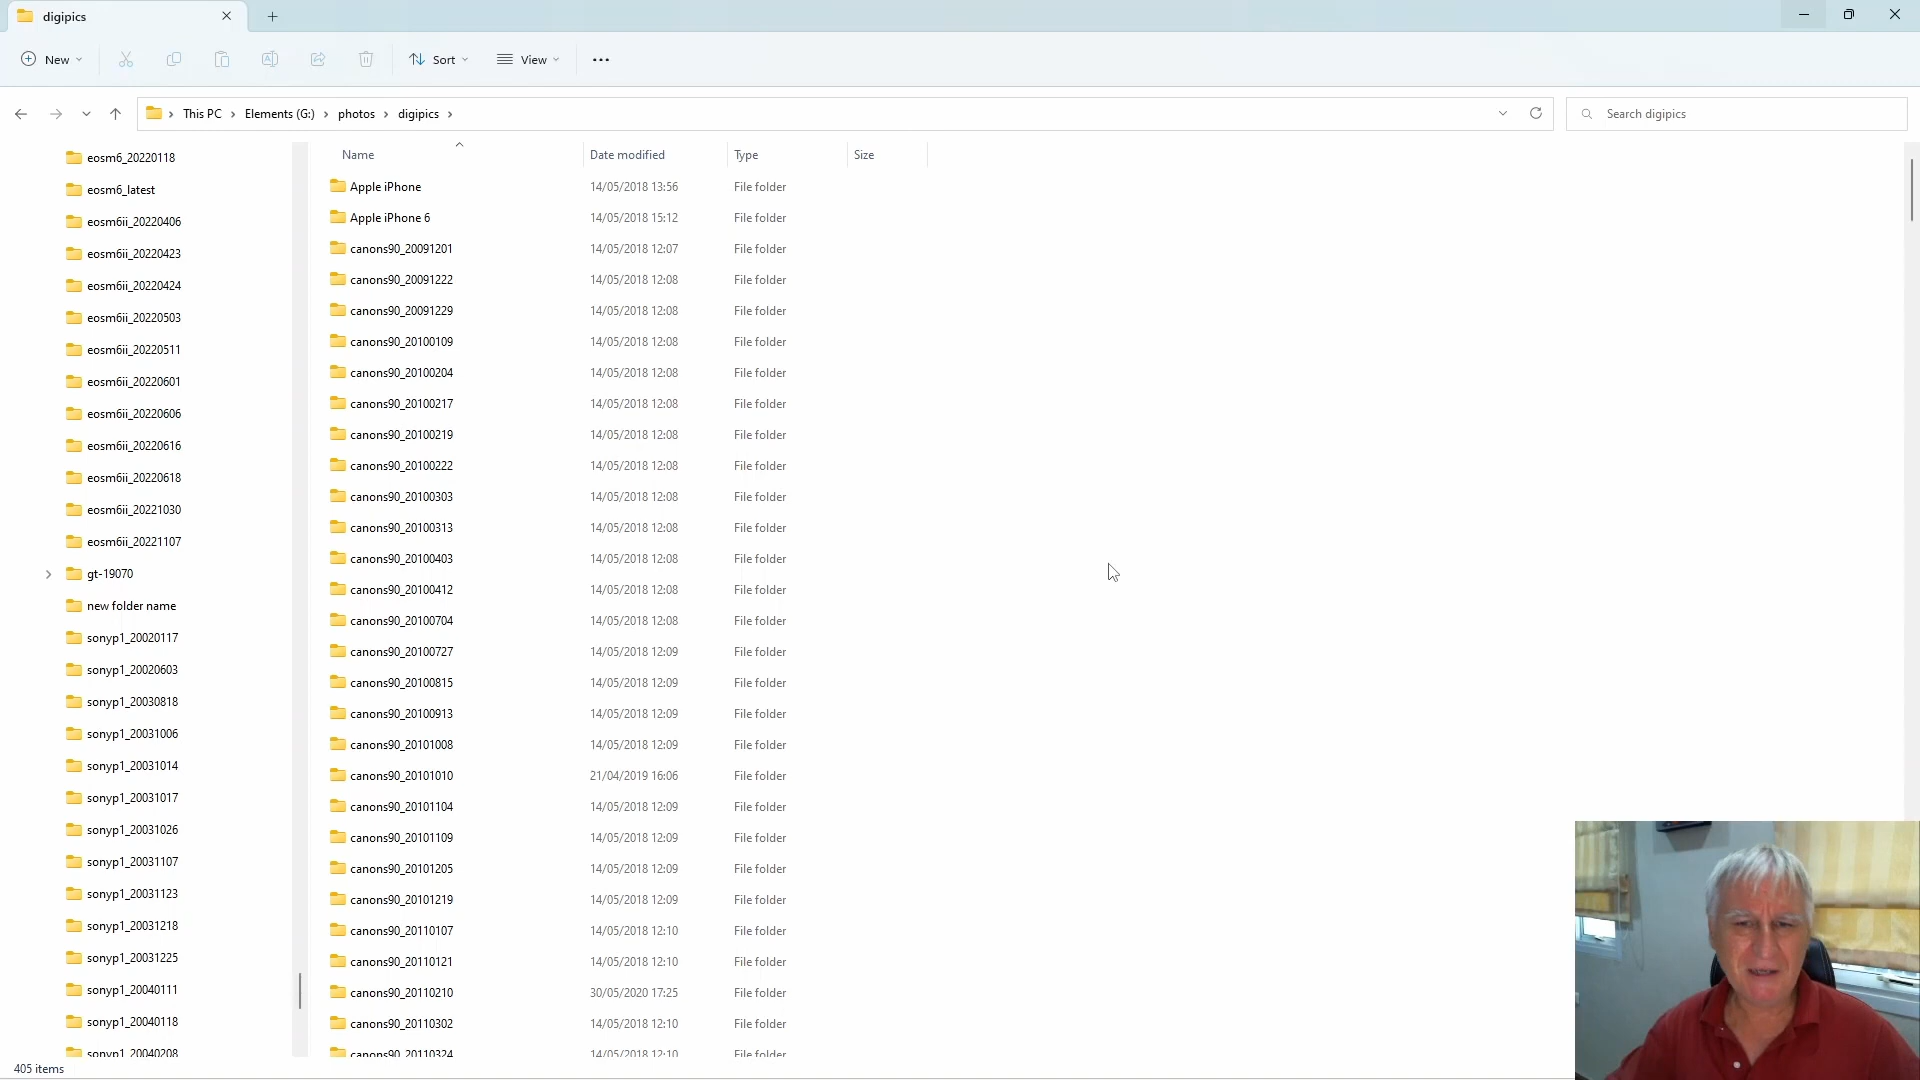 digipics
New
Sort
View
This PC
Elements (G:)
photos
digipics
Search digipics
eosm6_20220118
eosm6_latest
eosm6ii_20220406
eosm6ii_20220423
eosm6ii_20220424
eosm6ii_20220503
eosm6ii_20220511
eosm6ii_20220601
eosm6ii_20220606
eosm6ii_20220616
eosm6ii_20220618
eosm6ii_20221030
eosm6ii_20221107
gt-19070
new folder name
sonyp1_20020117
sonyp1_20020603
sonyp1_20030818
sonyp1_20031006
sonyp1_20031014
sonyp1_20031017
sonyp1_20031026
sonyp1_20031107
sonyp1_20031123
sonyp1_20031218
sonyp1_20031225
sonyp1_20040111
sonyp1_20040118
sonyp1_20040208
Name Date modified Type Size
Apple iPhone 14/05/2018 13:56 File folder
Apple iPhone 6 14/05/2018 15:12 File folder
canons90_20091201 14/05/2018 12:07 File folder
canons90_20091222 14/05/2018 12:08 File folder
canons90_20091229 14/05/2018 12:08 File folder
canons90_20100109 14/05/2018 12:08 File folder
canons90_20100204 14/05/2018 12:08 File folder
canons90_20100217 14/05/2018 12:08 File folder
canons90_20100219 14/05/2018 12:08 File folder
canons90_20100222 14/05/2018 12:08 File folder
canons90_20100303 14/05/2018 12:08 File folder
canons90_20100313 14/05/2018 12:08 File folder
canons90_20100403 14/05/2018 12:08 File folder
canons90_20100412 14/05/2018 12:08 File folder
canons90_20100704 14/05/2018 12:08 File folder
canons90_20100727 14/05/2018 12:09 File folder
canons90_20100815 14/05/2018 12:09 File folder
canons90_20100913 14/05/2018 12:09 File folder
canons90_20101008 14/05/2018 12:09 File folder
canons90_20101010 21/04/2019 16:06 File folder
canons90_20101104 14/05/2018 12:09 File folder
canons90_20101109 14/05/2018 12:09 File folder
canons90_20101205 14/05/2018 12:09 File folder
canons90_20101219 14/05/2018 12:09 File folder
canons90_20110107 14/05/2018 12:10 File folder
canons90_20110121 14/05/2018 12:10 File folder
canons90_20110210 30/05/2020 17:25 File folder
canons90_20110302 14/05/2018 12:10 File folder
canons90_20110324 14/05/2018 12:10 File folder
405 items